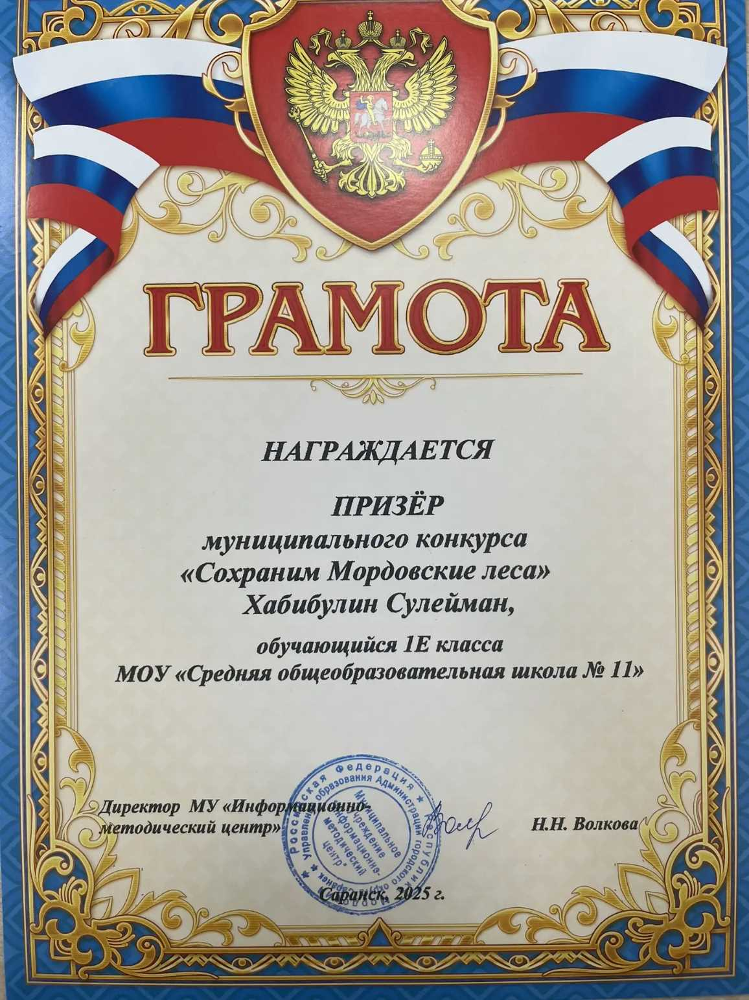 ГРАМОТА
НАГРАЖДАЕТСЯ
ПРИЗЁР
муниципального конкурса
«Сохраним Мордовские леса»
Хабибулин Сулейман,
обучающийся 1Е класса
МОУ «Средняя общеобразовательная школа № 11»
Директор МУ «Информационно-
методический центр»
Н.Н. Волкова
Российская Федерация ★ Республика Мордовия ★
Управление образования Администрации городского округа Саранск ★
Муниципальное
учреждение
"Информационно-
методический
центр"
Саранск, 2025 г.